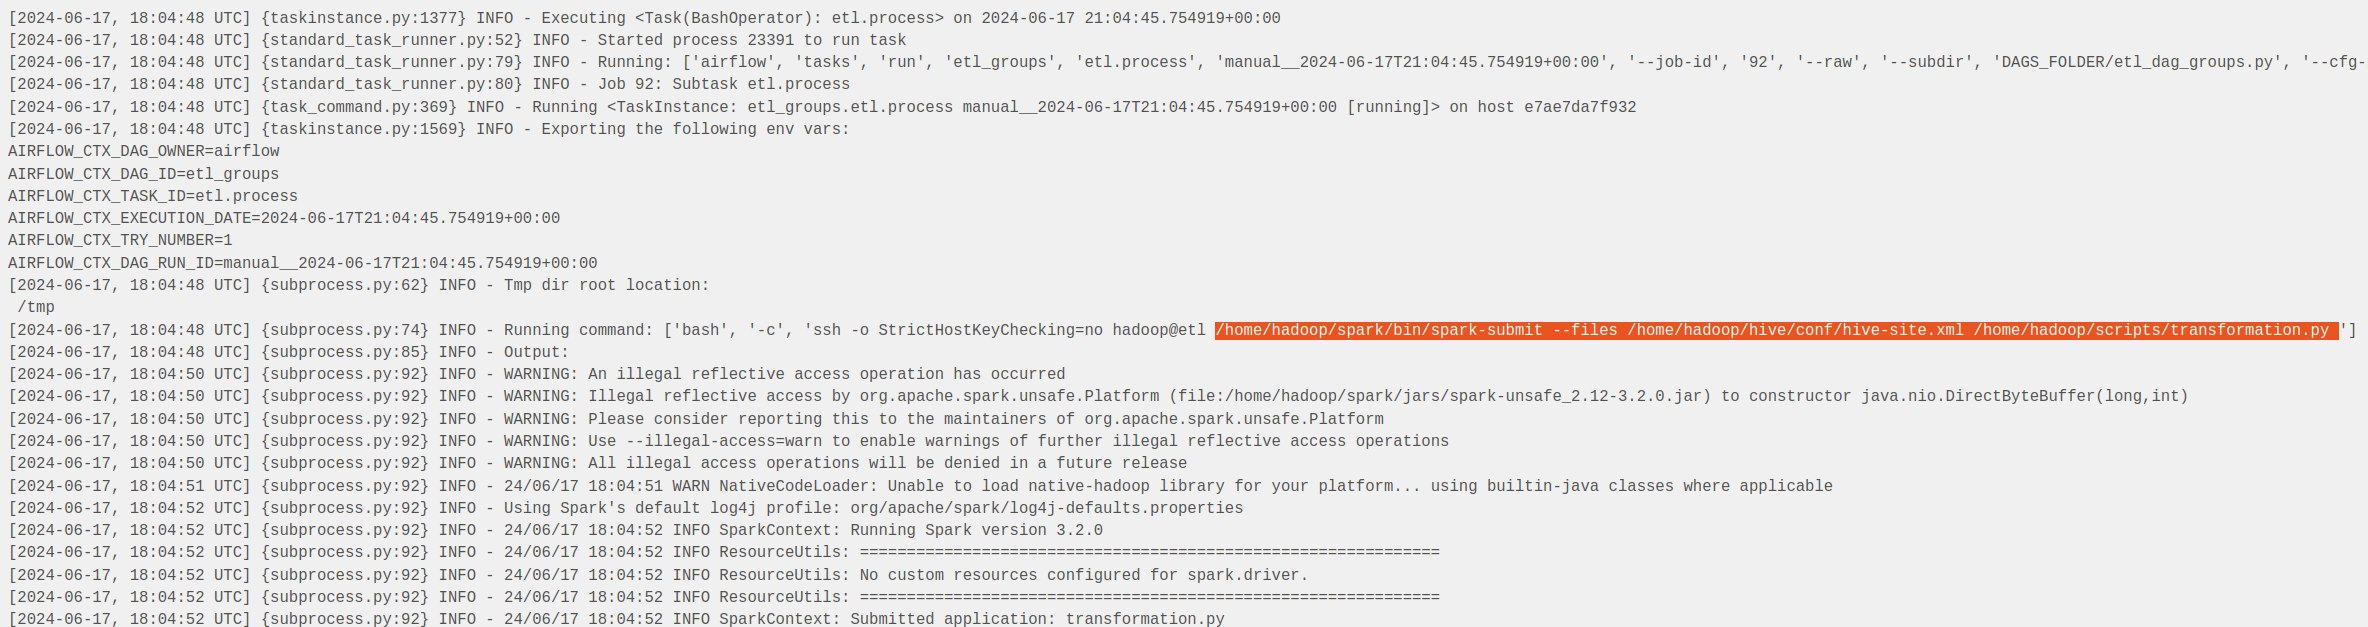 [2024-06-17, 18:04:48 UTC] {taskinstance.py:1377} INFO - Executing <Task(BashOperator): etl.process> on 2024-06-17 21:04:45.754919+00:00
[2024-06-17, 18:04:48 UTC] {standard_task_runner.py:52} INFO - Started process 23391 to run task
[2024-06-17, 18:04:48 UTC] {standard_task_runner.py:79} INFO - Running: ['airflow', 'tasks', 'run', 'etl_groups', 'etl.process', 'manual__2024-06-17T21:04:45.754919+00:00', '--job-id', '92', '--raw', '--subdir', 'DAGS_FOLDER/etl_dag_groups.py', '--cfg-
[2024-06-17, 18:04:48 UTC] {standard_task_runner.py:80} INFO - Job 92: Subtask etl.process
[2024-06-17, 18:04:48 UTC] {task_command.py:369} INFO - Running <TaskInstance: etl_groups.etl.process manual__2024-06-17T21:04:45.754919+00:00 [running]> on host e7ae7da7f932
[2024-06-17, 18:04:48 UTC] {taskinstance.py:1569} INFO - Exporting the following env vars:
AIRFLOW_CTX_DAG_OWNER=airflow
AIRFLOW_CTX_DAG_ID=etl_groups
AIRFLOW_CTX_TASK_ID=etl.process
AIRFLOW_CTX_EXECUTION_DATE=2024-06-17T21:04:45.754919+00:00
AIRFLOW_CTX_TRY_NUMBER=1
AIRFLOW_CTX_DAG_RUN_ID=manual__2024-06-17T21:04:45.754919+00:00
[2024-06-17, 18:04:48 UTC] {subprocess.py:62} INFO - Tmp dir root location:
 /tmp
[2024-06-17, 18:04:48 UTC] {subprocess.py:74} INFO - Running command: ['bash', '-c', 'ssh -o StrictHostKeyChecking=no hadoop@etl /home/hadoop/spark/bin/spark-submit --files /home/hadoop/hive/conf/hive-site.xml /home/hadoop/scripts/transformation.py ']
[2024-06-17, 18:04:48 UTC] {subprocess.py:85} INFO - Output:
[2024-06-17, 18:04:50 UTC] {subprocess.py:92} INFO - WARNING: An illegal reflective access operation has occurred
[2024-06-17, 18:04:50 UTC] {subprocess.py:92} INFO - WARNING: Illegal reflective access by org.apache.spark.unsafe.Platform (file:/home/hadoop/spark/jars/spark-unsafe_2.12-3.2.0.jar) to constructor java.nio.DirectByteBuffer(long,int)
[2024-06-17, 18:04:50 UTC] {subprocess.py:92} INFO - WARNING: Please consider reporting this to the maintainers of org.apache.spark.unsafe.Platform
[2024-06-17, 18:04:50 UTC] {subprocess.py:92} INFO - WARNING: Use --illegal-access=warn to enable warnings of further illegal reflective access operations
[2024-06-17, 18:04:50 UTC] {subprocess.py:92} INFO - WARNING: All illegal access operations will be denied in a future release
[2024-06-17, 18:04:51 UTC] {subprocess.py:92} INFO - 24/06/17 18:04:51 WARN NativeCodeLoader: Unable to load native-hadoop library for your platform... using builtin-java classes where applicable
[2024-06-17, 18:04:52 UTC] {subprocess.py:92} INFO - Using Spark's default log4j profile: org/apache/spark/log4j-defaults.properties
[2024-06-17, 18:04:52 UTC] {subprocess.py:92} INFO - 24/06/17 18:04:52 INFO SparkContext: Running Spark version 3.2.0
[2024-06-17, 18:04:52 UTC] {subprocess.py:92} INFO - 24/06/17 18:04:52 INFO ResourceUtils: ==============================================================
[2024-06-17, 18:04:52 UTC] {subprocess.py:92} INFO - 24/06/17 18:04:52 INFO ResourceUtils: No custom resources configured for spark.driver.
[2024-06-17, 18:04:52 UTC] {subprocess.py:92} INFO - 24/06/17 18:04:52 INFO ResourceUtils: ==============================================================
[2024-06-17, 18:04:52 UTC] {subprocess.py:92} INFO - 24/06/17 18:04:52 INFO SparkContext: Submitted application: transformation.py